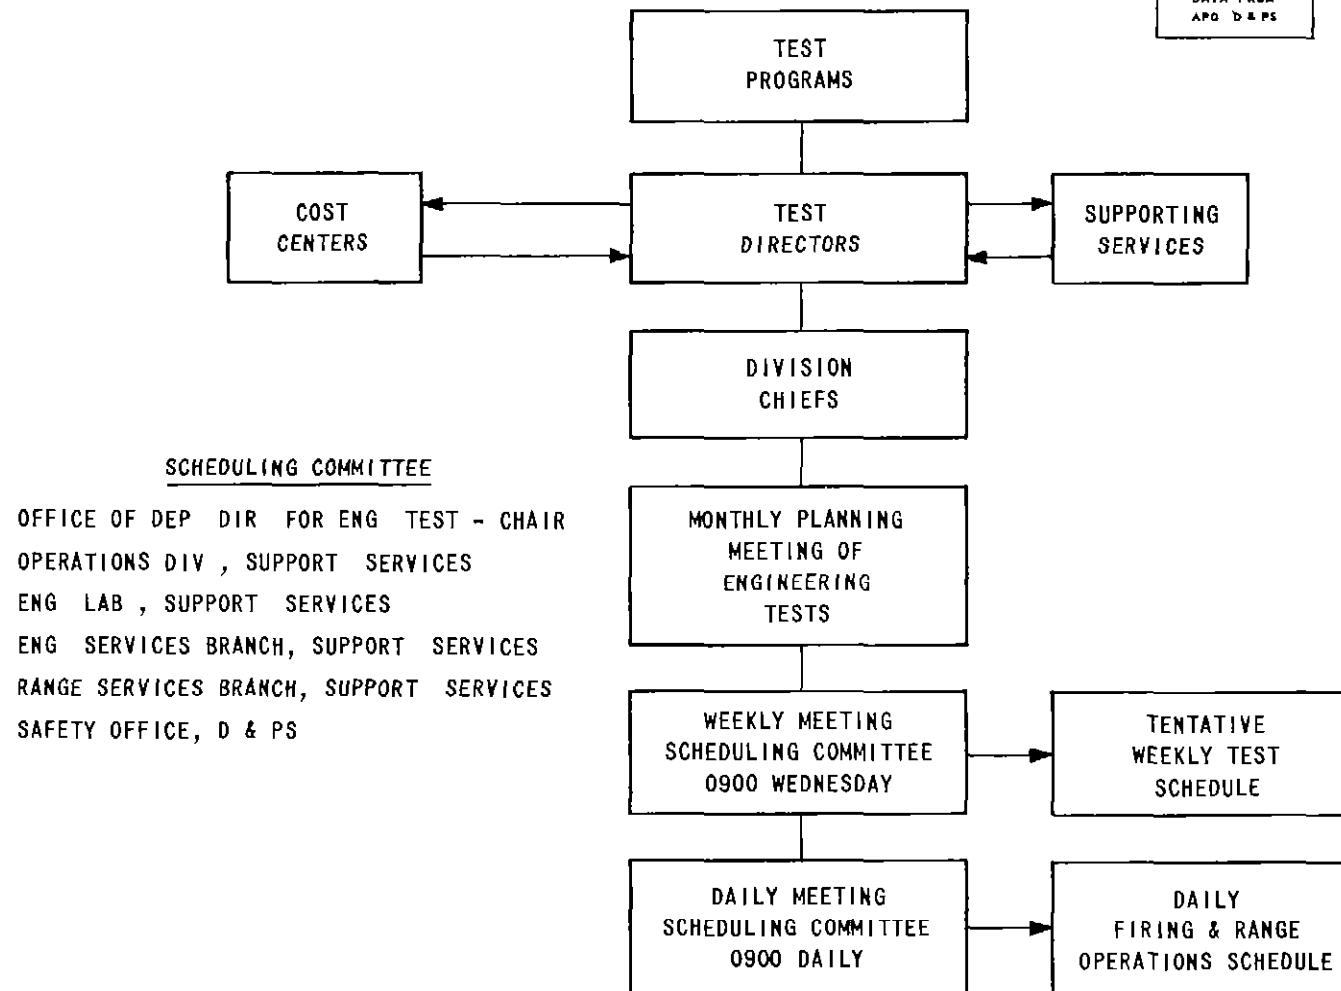 APG D & PS
TEST
PROGRAMS
COST
CENTERS
TEST
DIRECTORS
SUPPORTING
SERVICES
DIVISION
CHIEFS
SCHEDULING COMMITTEE
OFFICE OF DEP DIR FOR ENG TEST - CHAIR
OPERATIONS DIV , SUPPORT SERVICES
ENG LAB , SUPPORT SERVICES
ENG SERVICES BRANCH, SUPPORT SERVICES
RANGE SERVICES BRANCH, SUPPORT SERVICES
SAFETY OFFICE, D & PS
MONTHLY PLANNING
MEETING OF
ENGINEERING
TESTS
WEEKLY MEETING
SCHEDULING COMMITTEE
0900 WEDNESDAY
TENTATIVE
WEEKLY TEST
SCHEDULE
DAILY MEETING
SCHEDULING COMMITTEE
0900 DAILY
DAILY
FIRING & RANGE
OPERATIONS SCHEDULE